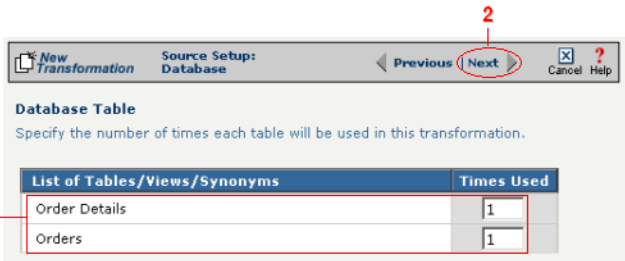 2
New Transformation
Source Setup: Database
Previous | Next
Cancel Help
Database Table
Specify the number of times each table will be used in this transformation.
List of Tables/Views/Synonyms Times Used
Order Details 1
Orders 1